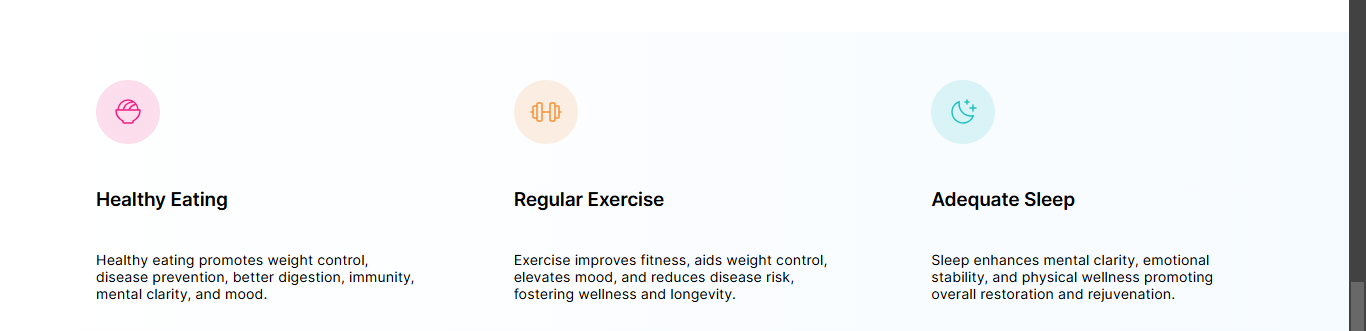 Healthy Eating
Healthy eating promotes weight control,
disease prevention, better digestion, immunity,
mental clarity, and mood.
Regular Exercise
Exercise improves fitness, aids weight control,
elevates mood, and reduces disease risk,
fostering wellness and longevity.
Adequate Sleep
Sleep enhances mental clarity, emotional
stability, and physical wellness promoting
overall restoration and rejuvenation.